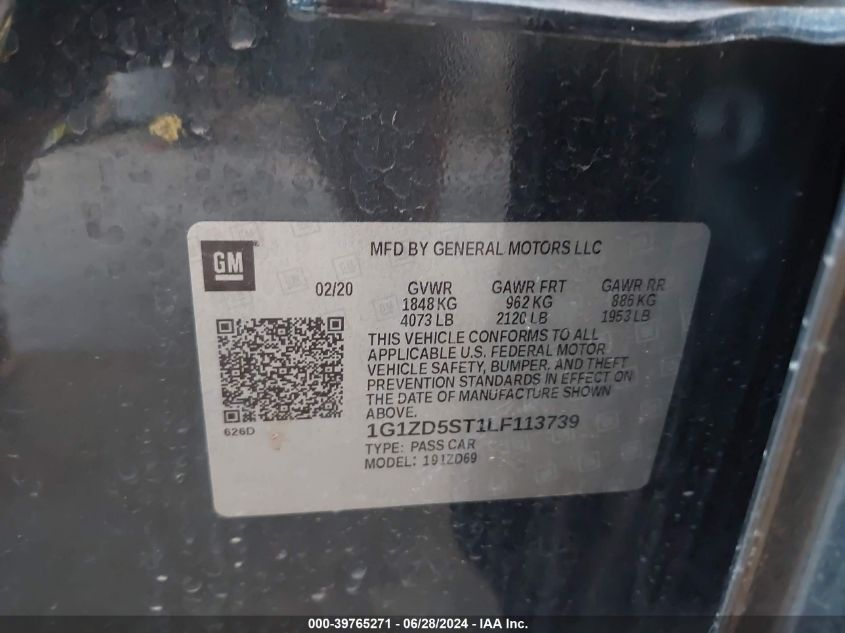 GM
MFD BY GENERAL MOTORS LLC
02/20 GVWR GAWR FRT GAWR RR
1848 KG 962 KG 886 KG
4073 LB 2120 LB 1953 LB
THIS VEHICLE CONFORMS TO ALL
APPLICABLE U.S. FEDERAL MOTOR
VEHICLE SAFETY, BUMPER, AND THEFT
PREVENTION STANDARDS IN EFFECT ON
THE DATE OF MANUFACTURE SHOWN
ABOVE.
626D
1G1ZD5ST1LF113739
TYPE: PASS CAR
MODEL: 191ZD69
000-39765271 - 06/28/2024 - IAA Inc.